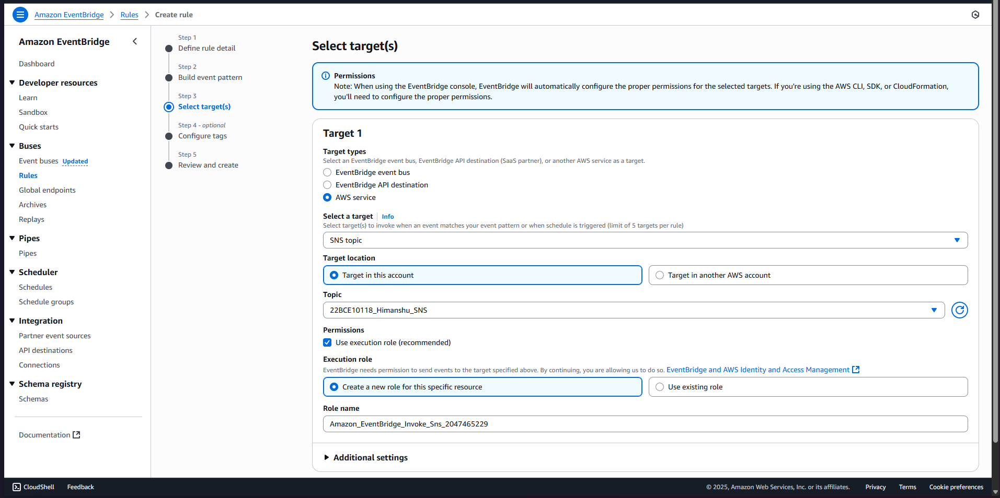 Amazon EventBridge > Rules > Create rule
Amazon EventBridge
Dashboard
Developer resources
Learn
Sandbox
Quick starts
Buses
Event buses Updated
Rules
Global endpoints
Archives
Replays
Pipes
Pipes
Scheduler
Schedules
Schedule groups
Integration
Partner event sources
API destinations
Connections
Schema registry
Schemas
Documentation
Step 1
Define rule detail
Step 2
Build event pattern
Step 3
Select target(s)
Step 4 - optional
Configure tags
Step 5
Review and create
Select target(s)
Permissions
Note: When using the EventBridge console, EventBridge will automatically configure the proper permissions for the selected targets. If you're using the AWS CLI, SDK, or CloudFormation,
you'll need to configure the proper permissions.
Target 1
Target types
Select an EventBridge event bus, EventBridge API destination (SaaS partner), or another AWS service as a target.
EventBridge event bus
EventBridge API destination
AWS service
Select a target Info
Select target(s) to invoke when an event matches your event pattern or when schedule is triggered (limit of 5 targets per rule)
SNS topic
Target location
Target in this account Target in another AWS account
Topic
22BCE10118_Himanshu_SNS
Permissions
Use execution role (recommended)
Execution role
EventBridge needs permission to send events to the target specified above. By continuing, you are allowing us to do so. EventBridge and AWS Identity and Access Management
Create a new role for this specific resource Use existing role
Role name
Amazon_EventBridge_Invoke_Sns_2047465229
Additional settings
CloudShell Feedback © 2025, Amazon Web Services, Inc. or its affiliates. Privacy Terms Cookie preferences